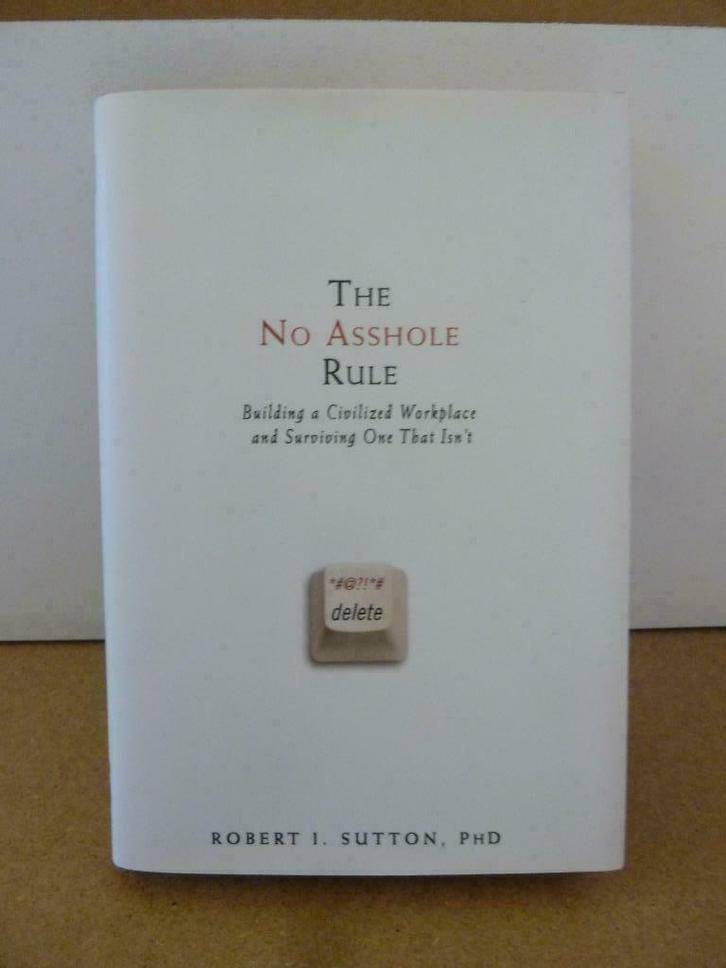 THE
NO ASSHOLE
RULE
Building a Civilized Workplace
and Surviving One That Isn't
*#@?!*#
delete
ROBERT I. SUTTON, PHD